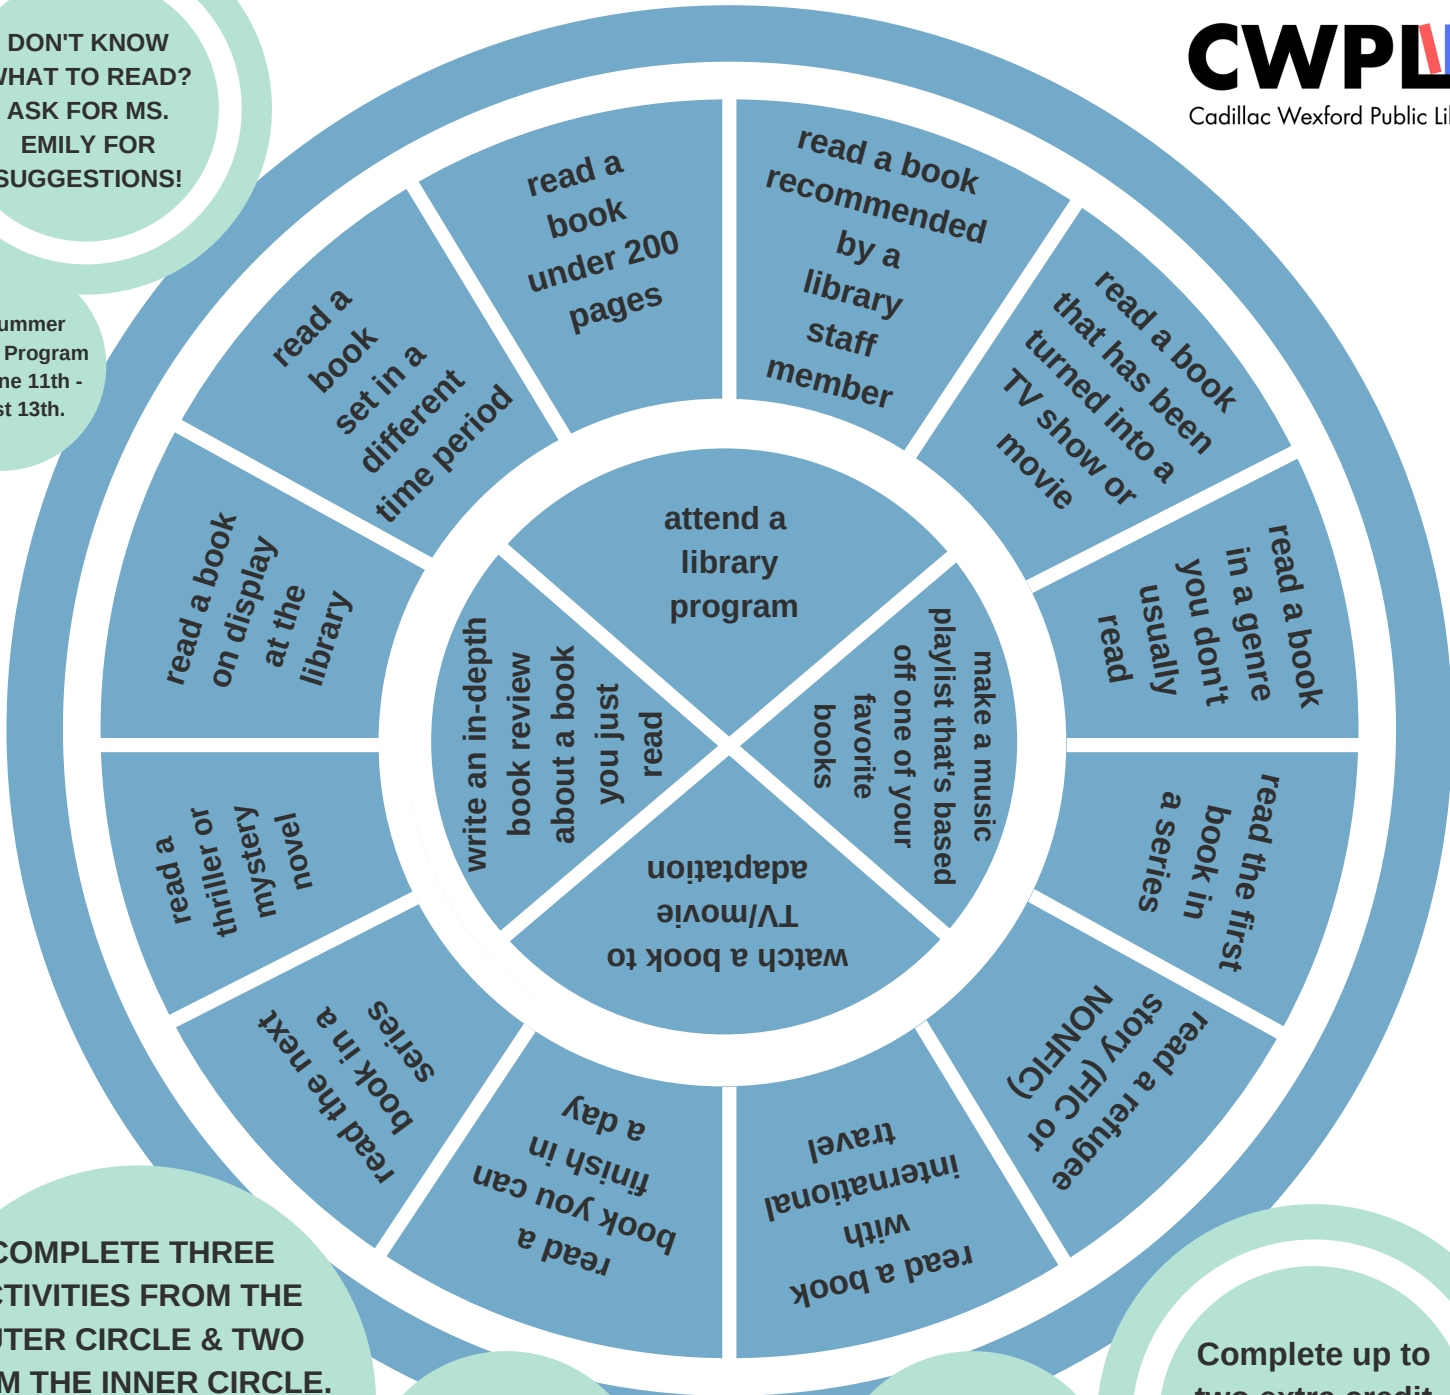 DON'T KNOW
WHAT TO READ?
ASK FOR MS.
EMILY FOR
SUGGESTIONS!
CWPL
Cadillac Wexford Public
ummer
Program
ne 11th -
st 13th.
read a
book
under 200
pages
read a book
recommended
by a
library
staff
member
read a book
that has been
turned into a
TV show or
movie
read a book
in a genre
you don't
usually
read
read the first
book in
a series
read a refugee
story (FIC or
NONFIC)
read a book
with
international
travel
read a
book you can
finish in
a day
read the next
book in a
series
read a
thriller or
mystery
novel
read a book
on display
at the
library
read a
book
set in a
different
time period
attend a
library
program
make a music
playlist that's based
off one of your
favorite
books
watch a book to
TV/movie
adaptation
write an in-depth
book review
about a book
you just
read
COMPLETE THREE
CTIVITIES FROM THE
UTER CIRCLE & TWO
M THE INNER CIRCLE.
Complete up to
two extra credit